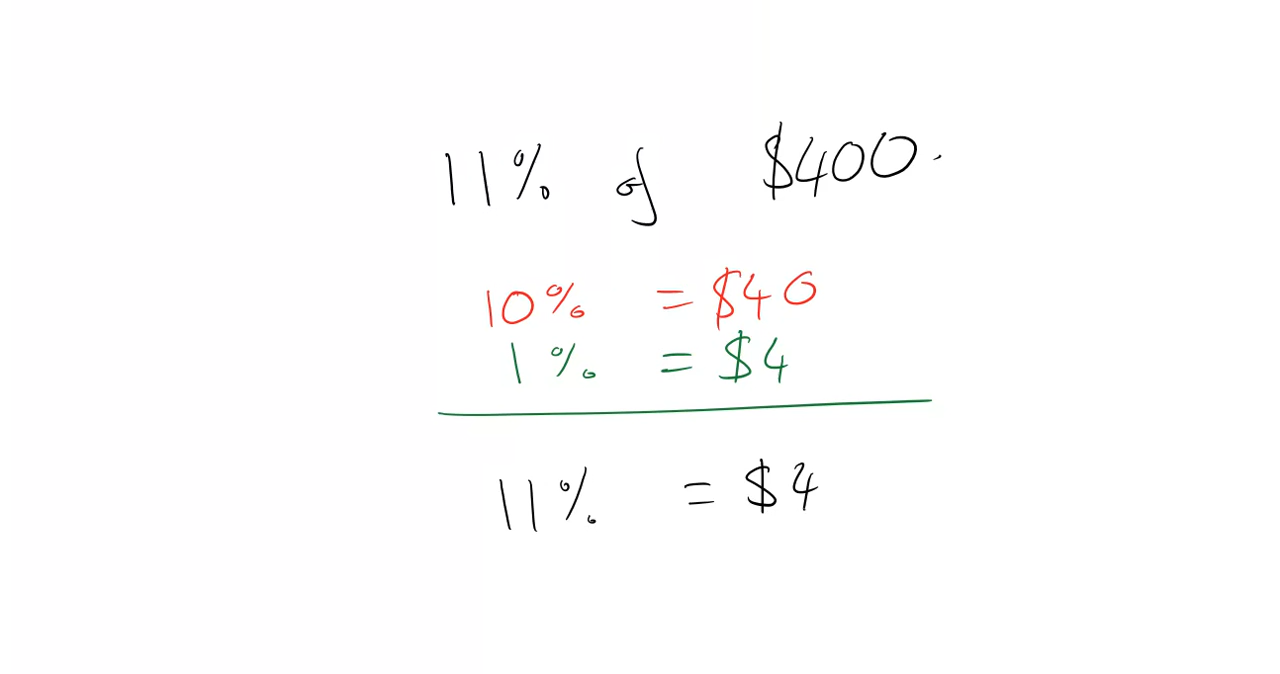 11% of $400.
10% = $40
1% = $4
11% = $4